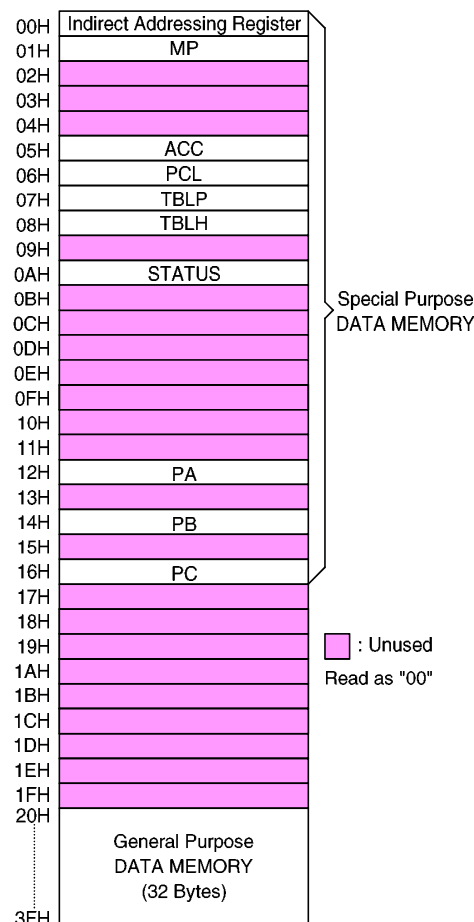 00H Indirect Addressing Register
01H MP
02H
03H
04H
05H ACC
06H PCL
07H TBLP
08H TBLH
09H
0AH STATUS
0BH
0CH
0DH
0EH
0FH
10H
11H
12H PA
13H
14H PB
15H
16H PC
17H
18H
19H
1AH
1BH
1CH
1DH
1EH
1FH
20H
General Purpose
DATA MEMORY
(32 Bytes)
3FH
Special Purpose
DATA MEMORY
: Unused
Read as "00"